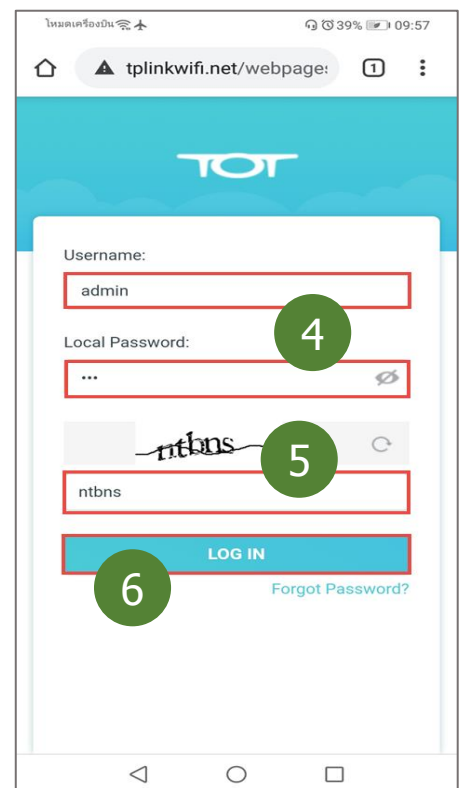 โหมดเครื่องบิน 39% 09:57
tplinkwifi.net/webpage
1
TOT
Username:
admin
4
Local Password:
•••
ntbns
5
ntbns
LOG IN
6
Forgot Password?